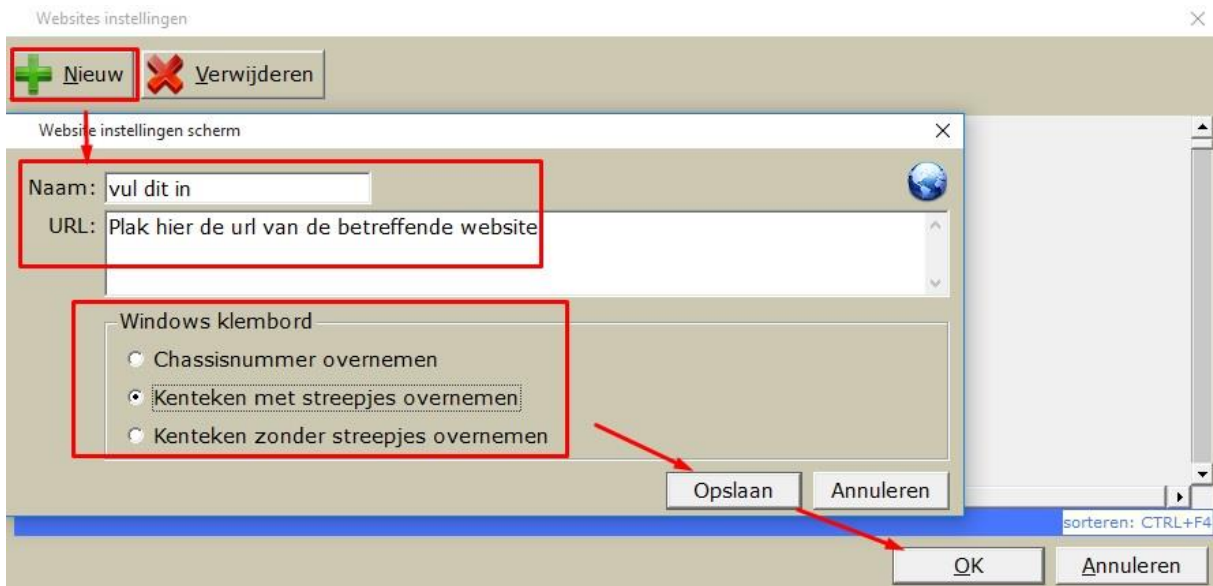 Websites instellingen
Nieuw Verwijderen
Website instellingen scherm
Naam: vul dit in
URL: Plak hier de url van de betreffende website
Windows klembord
Chassisnummer overnemen
Kenteken met streepjes overnemen
Kenteken zonder streepjes overnemen
Opslaan Annuleren
sorteren: CTRL+F4
OK Annuleren